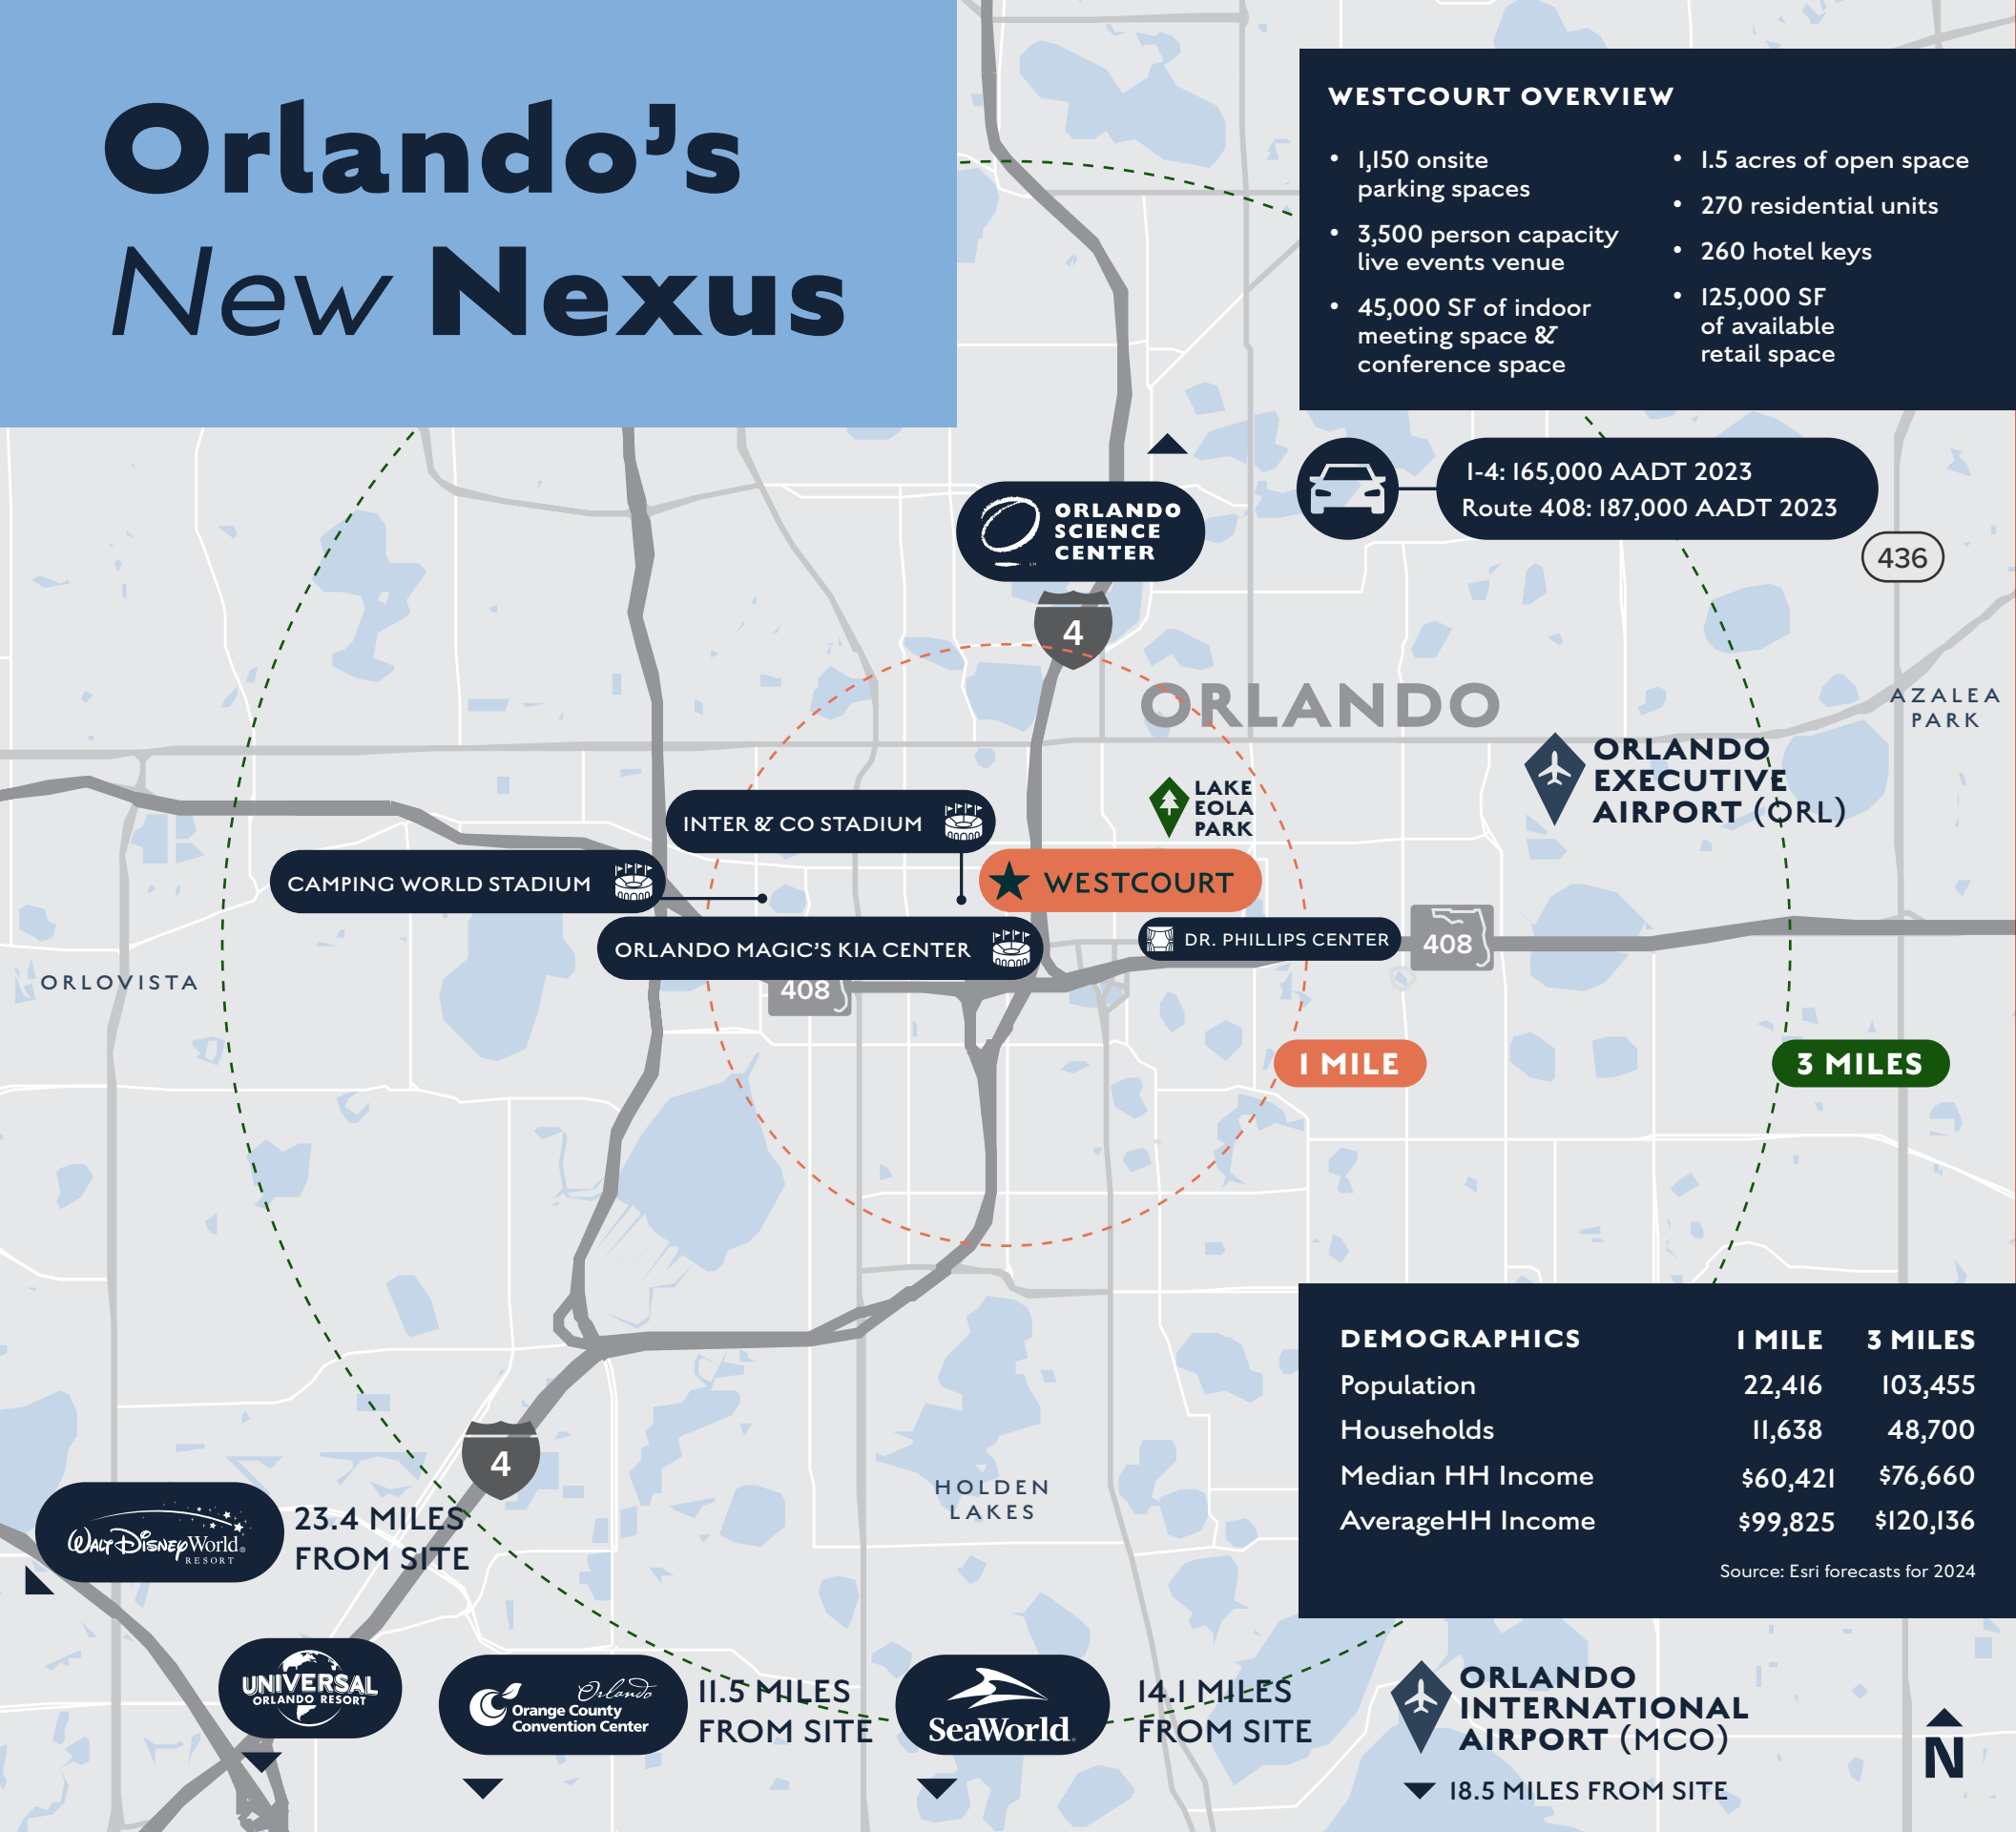 Orlando’s
New Nexus
WESTCOURT OVERVIEW
• 1,150 onsite
parking spaces
• 3,500 person capacity
live events venue
• 45,000 SF of indoor
meeting space &
conference space
• 1.5 acres of open space
• 270 residential units
• 260 hotel keys
• 125,000 SF
of available
retail space
I-4: 165,000 AADT 2023
Route 408: 187,000 AADT 2023
436
ORLANDO
SCIENCE
CENTER
4
ORLANDO
AZALEA
PARK
ORLANDO
EXECUTIVE
AIRPORT (ORL)
LAKE
EOLA
PARK
INTER & CO STADIUM
CAMPING WORLD STADIUM
WESTCOURT
ORLANDO MAGIC’S KIA CENTER
DR. PHILLIPS CENTER
408
408
ORLOVISTA
1 MILE
3 MILES
DEMOGRAPHICS 1 MILE 3 MILES
Population 22,416 103,455
Households 11,638 48,700
Median HH Income $60,421 $76,660
AverageHH Income $99,825 $120,136
Source: Esri forecasts for 2024
4
HOLDEN
LAKES
Walt Disney World®
RESORT
23.4 MILES
FROM SITE
UNIVERSAL
ORLANDO RESORT
Orlando
Orange County
Convention Center
11.5 MILES
FROM SITE
SeaWorld
14.1 MILES
FROM SITE
ORLANDO
INTERNATIONAL
AIRPORT (MCO)
18.5 MILES FROM SITE
N